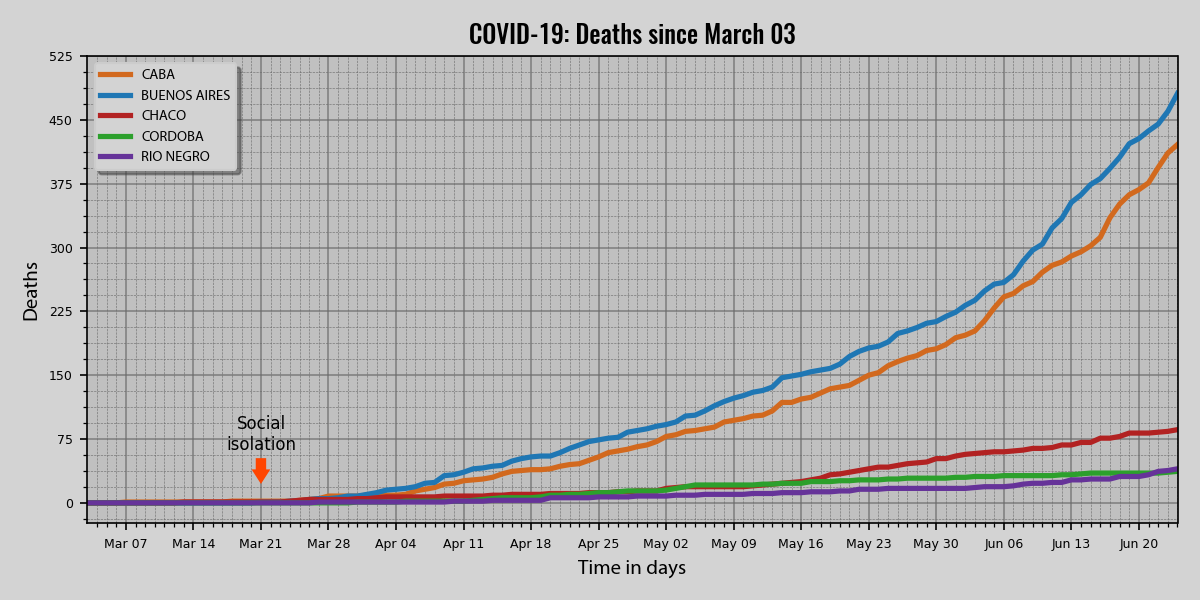 COVID-19: Deaths since March 03
525
450
375
300
225
150
75
0
Deaths
CABA
BUENOS AIRES
CHACO
CORDOBA
RIO NEGRO
Social
isolation
Mar 07 Mar 14 Mar 21 Mar 28 Apr 04 Apr 11 Apr 18 Apr 25 May 02 May 09 May 16 May 23 May 30 Jun 06 Jun 13 Jun 20
Time in days